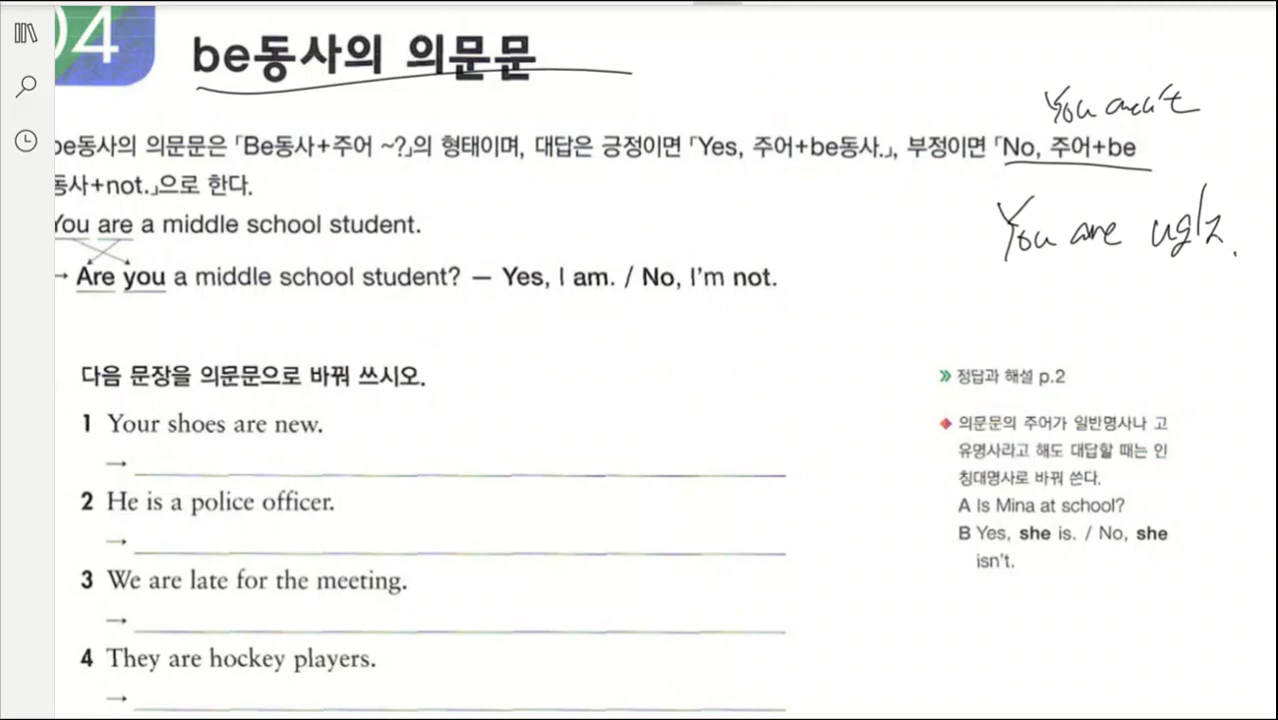 04
be동사의 의문문
You aren't
be동사의 의문문은 「Be동사+주어 ~?」의 형태이며, 대답은 긍정이면 「Yes, 주어+be동사.」, 부정이면 「No, 주어+be
동사+not.」으로 한다.
You are a middle school student.
You are ugly.
→ Are you a middle school student? — Yes, I am. / No, I'm not.
다음 문장을 의문문으로 바꿔 쓰시오.
1 Your shoes are new.
→
2 He is a police officer.
→
3 We are late for the meeting.
→
4 They are hockey players.
→
» 정답과 해설 p.2
◆ 의문문의 주어가 일반명사나 고
유명사라고 해도 대답할 때는 인
칭대명사로 바꿔 쓴다.
A Is Mina at school?
B Yes, she is. / No, she
isn't.